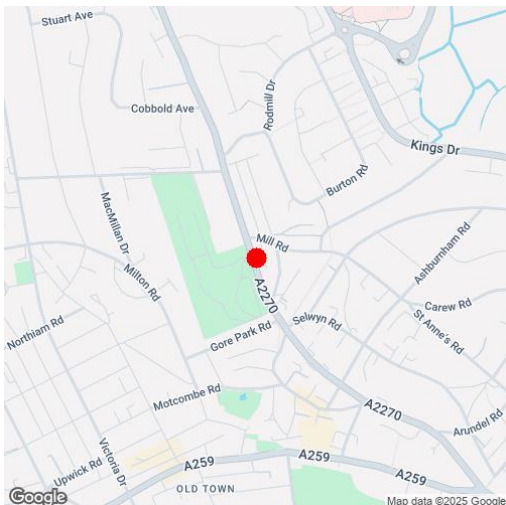 Stuart Ave
Cobbold Ave
Rodmill Dr
Kings Dr
Burton Rd
MacMillan Dr
Mill Rd
Ashburnham Rd
Milton Rd
A2270
Carew Rd
Northiam Rd
Selwyn Rd
St Anne's Rd
Gore Park Rd
Motcombe Rd
A2270
Arundel Rd
Victoria Dr
A259
A259
Upwick Rd
A259
OLD TOWN
Google
Map data ©2025 Google